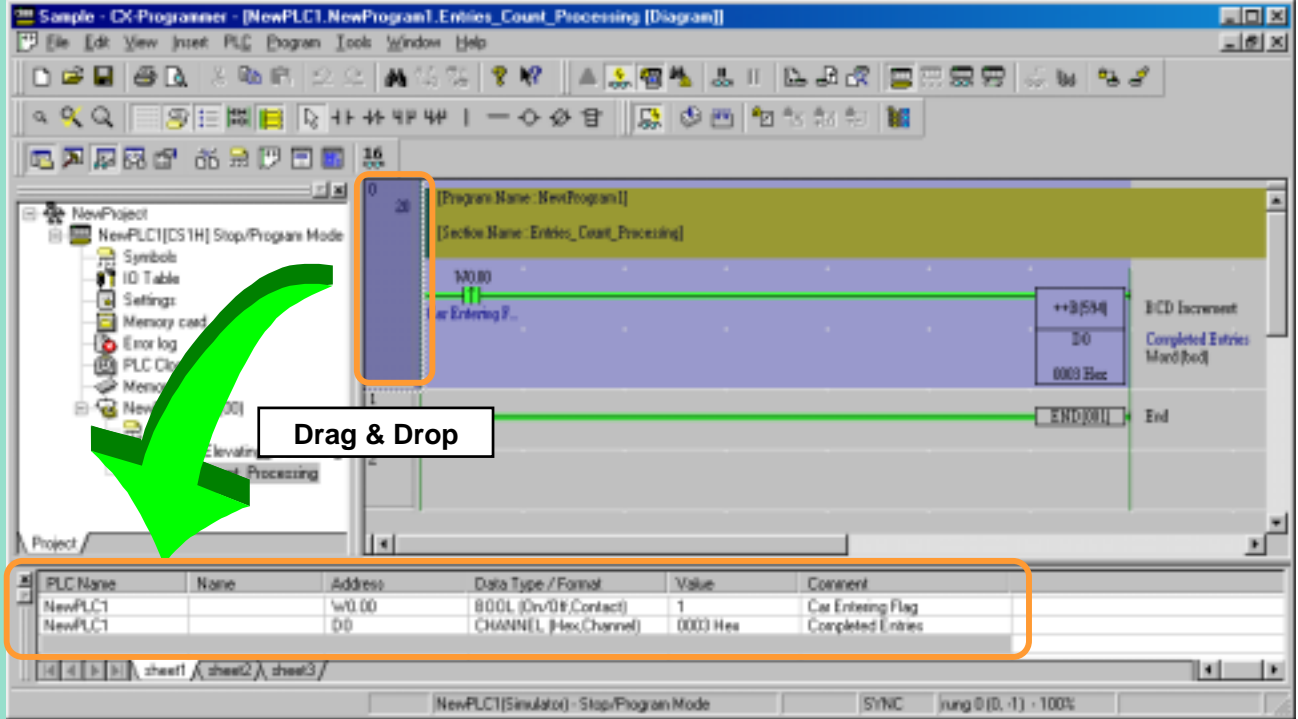 Sample - CX-Programmer - [NewPLC1.NewProgram1.Entries_Count_Processing [Diagram]]
File Edit View Insert PLC Program Tools Window Help
16
NewProject
NewPLC1[CS1H] Stop/Program Mode
Symbols
IO Table
Settings
Memory card
Error log
PLC Clo
Memo
New 00)
Elevatin
nt_Processing
Project
0
20
[Program Name : NewProgram1]
[Section Name : Entries_Count_Processing]
W0.00
Car Entering F...
++B(594)
D0
0003 Hex
BCD Increment
Completed Entries
Word (bcd)
1
END(001)
End
2
Drag & Drop
PLC Name Name Address Data Type / Format Value Comment
NewPLC1 W0.00 BOOL (On/Off,Contact) 1 Car Entering Flag
NewPLC1 D0 CHANNEL (Hex,Channel) 0003 Hex Completed Entries
sheet1 sheet2 sheet3
NewPLC1(Simulator) - Stop/Program Mode SYNC rung 0 (0, -1) - 100%